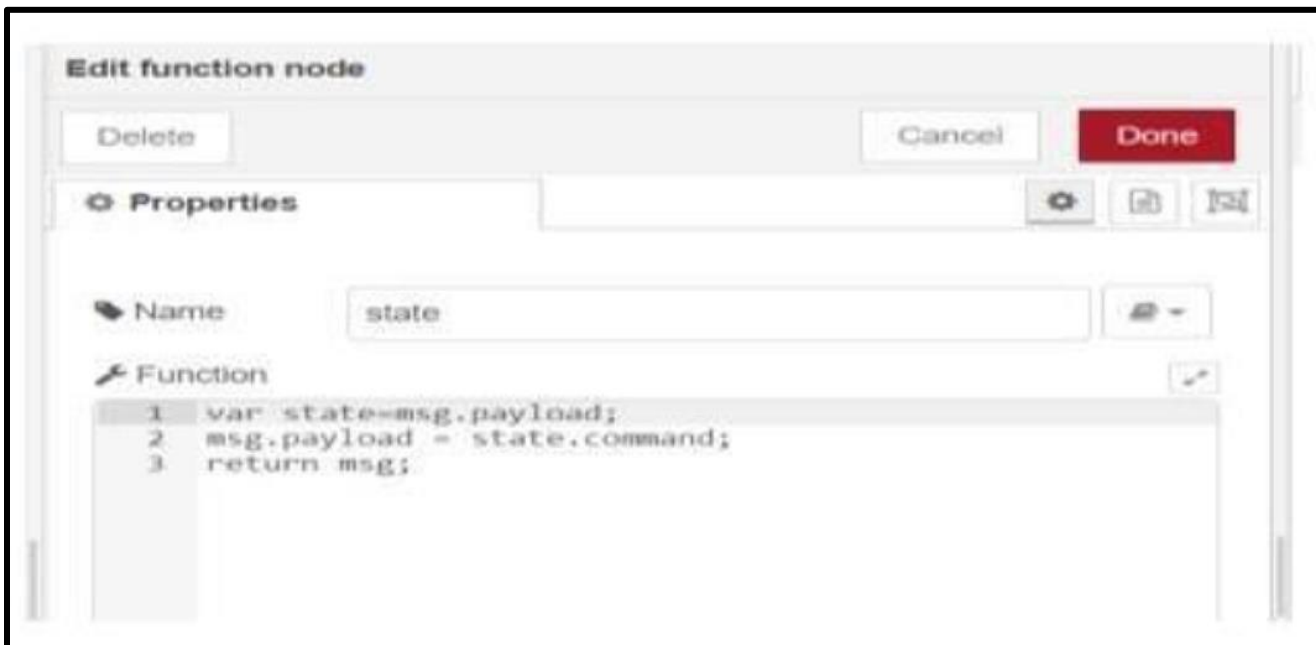 Edit function node
Delete Cancel Done
Properties
Name state
Function
1 var state=msg.payload;
2 msg.payload = state.command;
3 return msg;